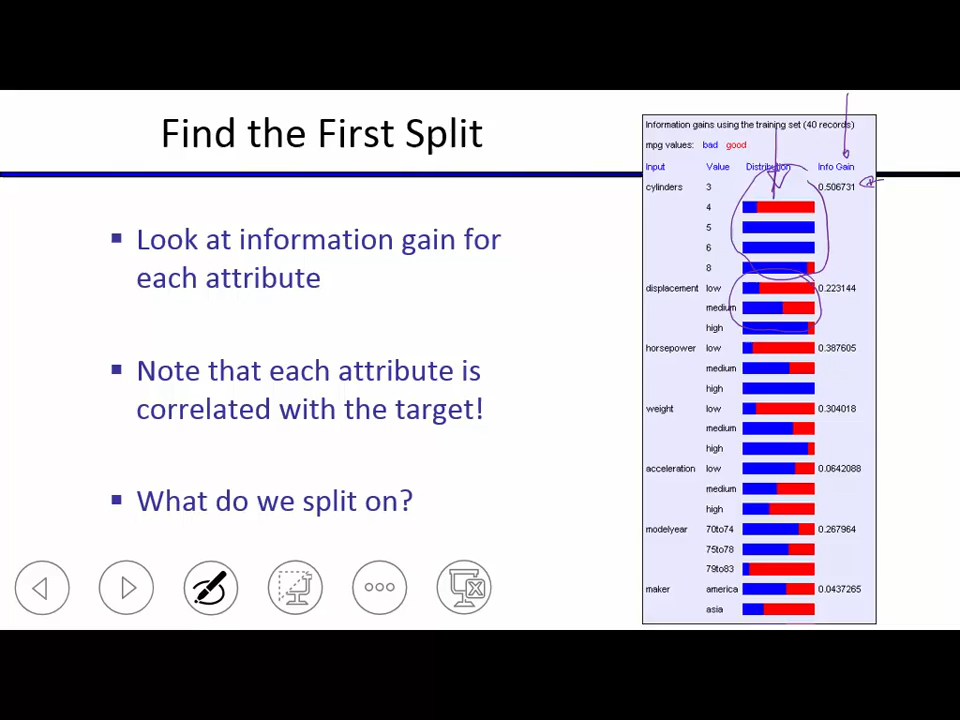 Find the First Split
▪ Look at information gain for
each attribute
▪ Note that each attribute is
correlated with the target!
▪ What do we split on?
Information gains using the training set (40 records)
mpg values: bad good
Input Value Distribution Info Gain
cylinders 3 0.506731
4
5
6
8
displacement low 0.223144
medium
high
horsepower low 0.387605
medium
high
weight low 0.304018
medium
high
acceleration low 0.0642088
medium
high
modelyear 70to74 0.267964
75to78
79to83
maker america 0.0437265
asia